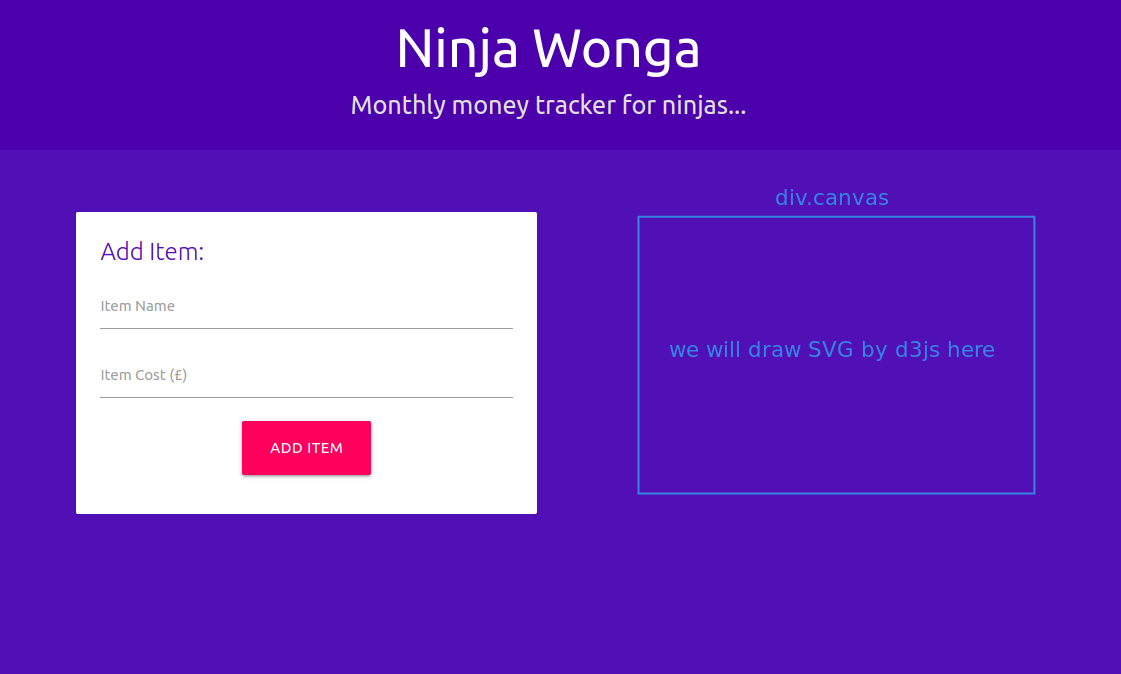 Ninja Wonga
Monthly money tracker for ninjas...
Add Item:
Item Name
Item Cost (£)
ADD ITEM
div.canvas
we will draw SVG by d3js here